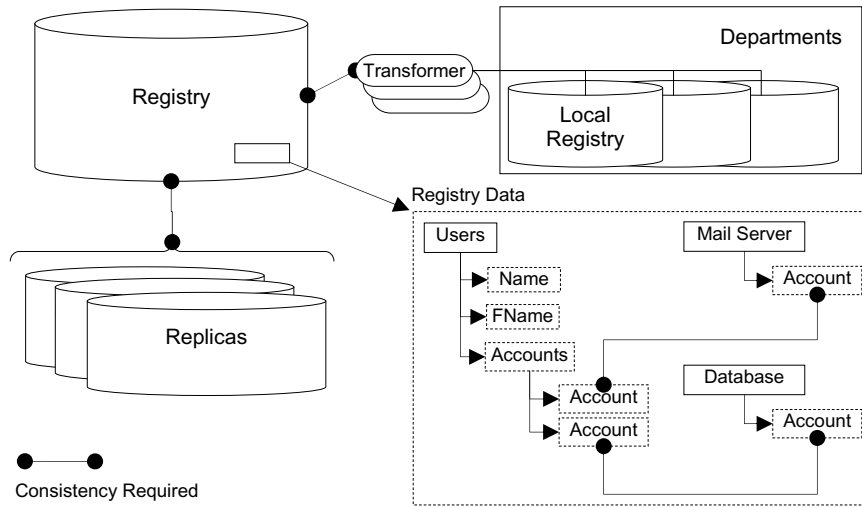 Registry
Transformer
Departments
Local
Registry
Replicas
Consistency Required
Registry Data
Users
Name
FName
Accounts
Account
Account
Mail Server
Account
Database
Account